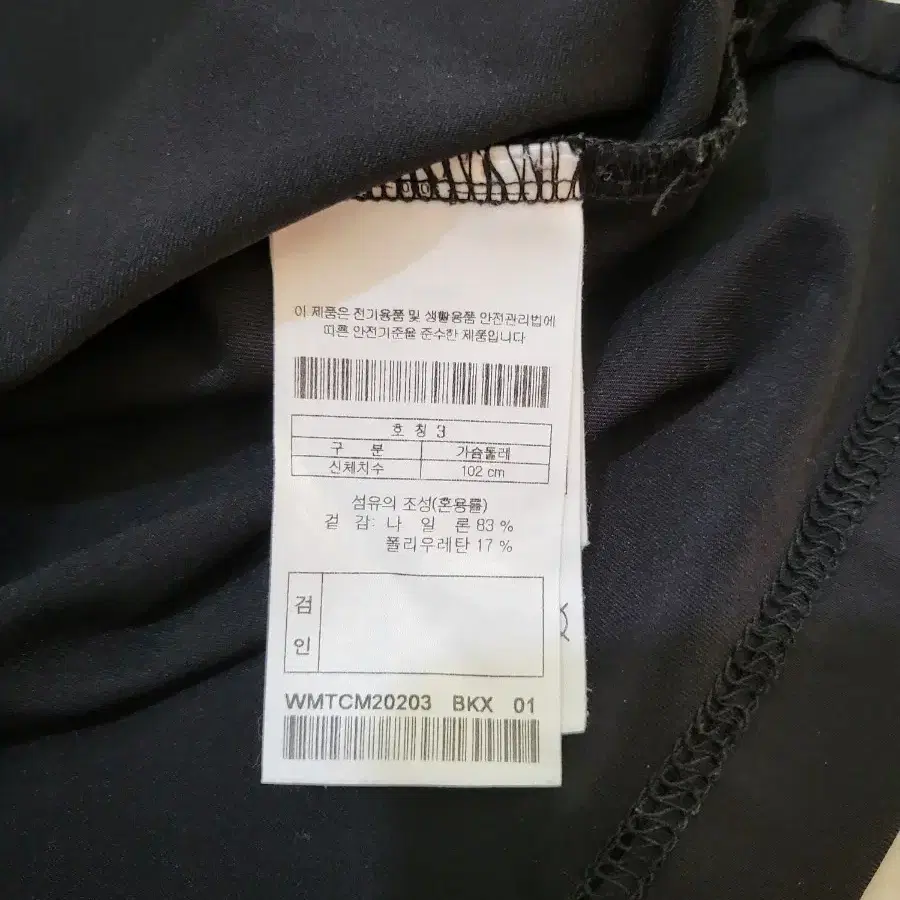 이 제품은 전기용품 및 생활용품 안전관리법에
따른 안전기준을 준수한 제품입니다
호 칭 3
구 분 가슴둘레
신체치수 102 cm
섬유의 조성(혼용률)
겉 감: 나 일 론 83 %
폴리우레탄 17 %
검
인
WMTCM20203 BKX 01